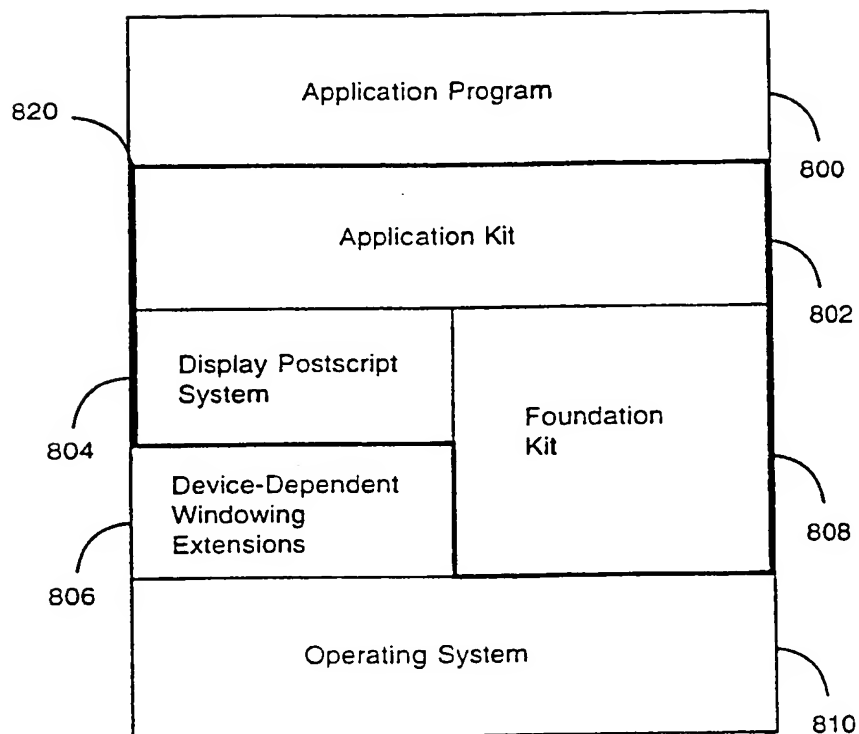 Application Program
820
800
Application Kit
802
Display Postscript
System
Foundation
Kit
804
Device-Dependent
Windowing
Extensions
808
806
Operating System
810